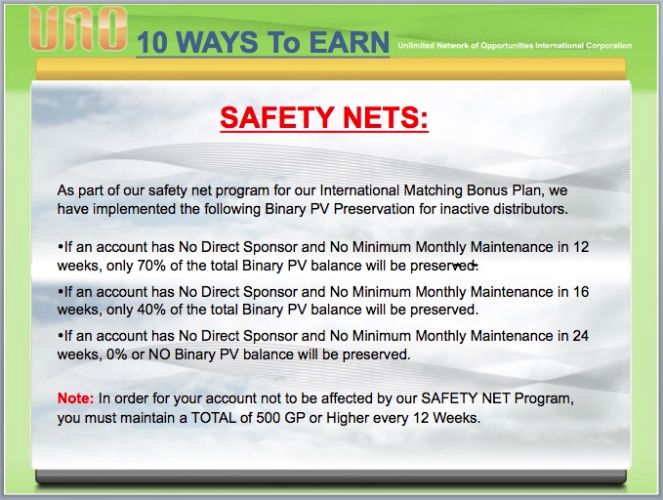 UNO 10 WAYS To EARN Unlimited Network of Opportunities International Corporation
SAFETY NETS:
As part of our safety net program for our International Matching Bonus Plan, we
have implemented the following Binary PV Preservation for inactive distributors.
•If an account has No Direct Sponsor and No Minimum Monthly Maintenance in 12
weeks, only 70% of the total Binary PV balance will be preserved.
•If an account has No Direct Sponsor and No Minimum Monthly Maintenance in 16
weeks, only 40% of the total Binary PV balance will be preserved.
•If an account has No Direct Sponsor and No Minimum Monthly Maintenance in 24
weeks, 0% or NO Binary PV balance will be preserved.
Note: In order for your account not to be affected by our SAFETY NET Program,
you must maintain a TOTAL of 500 GP or Higher every 12 Weeks.